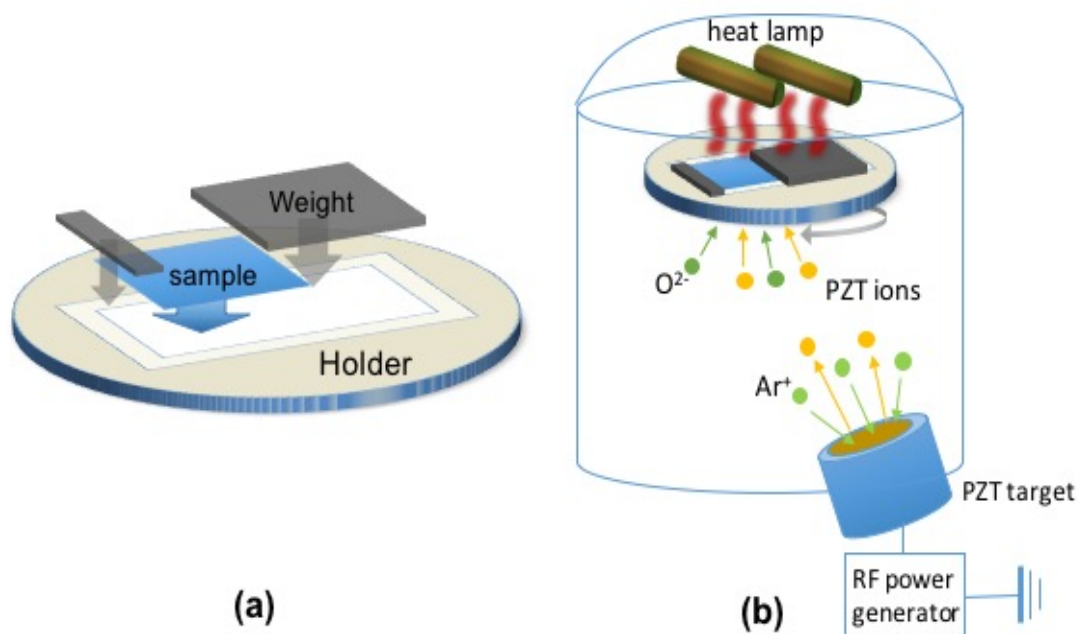 Weight
sample
Holder
(a)
heat lamp
O²⁻
PZT ions
Ar⁺
PZT target
RF power
generator
(b)